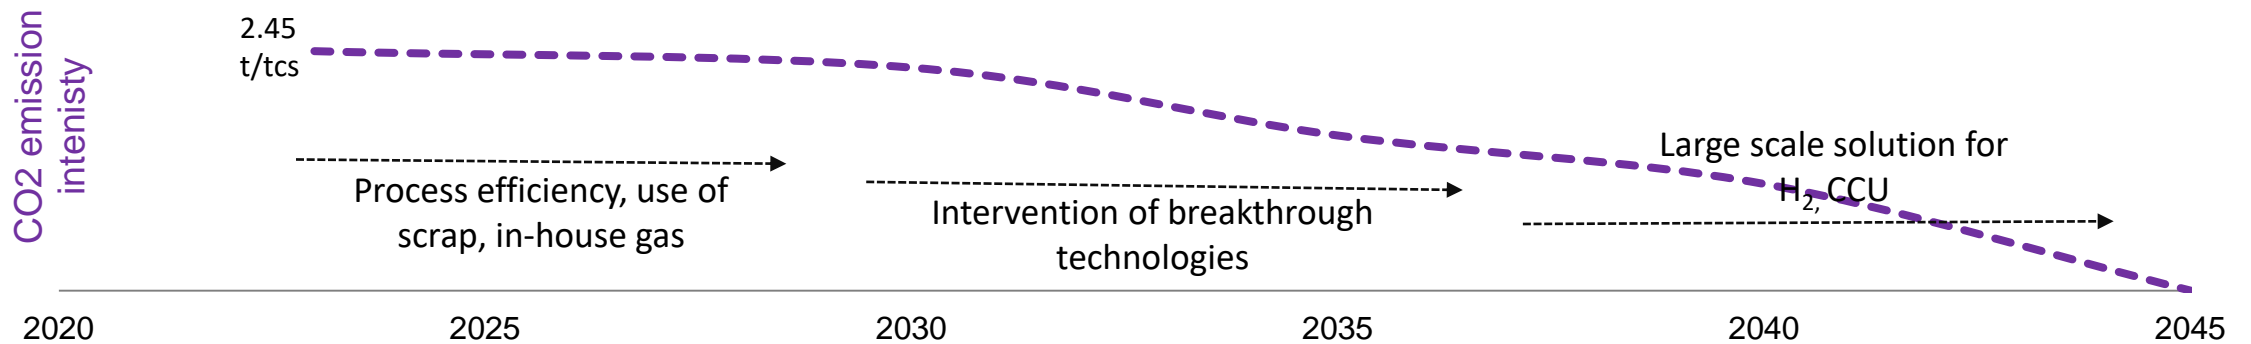 CO2 emission
intenisty
2.45
t/tcs
Process efficiency, use of
scrap, in-house gas
Intervention of breakthrough
technologies
Large scale solution for
H₂, CCU
2020 2025 2030 2035 2040 2045